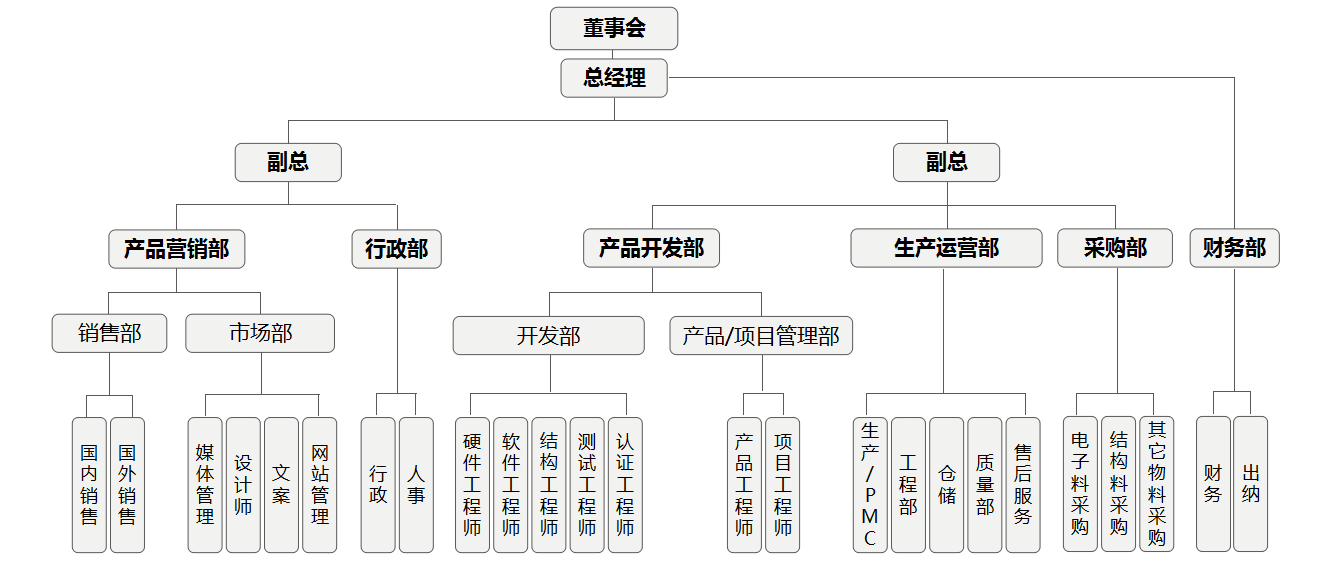 董事会
总经理
副总
副总
产品营销部
行政部
产品开发部
生产运营部
采购部
财务部
销售部
市场部
开发部
产品/项目管理部
国内销售
国外销售
媒体管理
设计师
文案
网站管理
行政
人事
硬件工程师
软件工程师
结构工程师
测试工程师
认证工程师
产品工程师
项目工程师
生产/PMC
工程部
仓储
质量部
售后服务
电子料采购
结构料采购
其它物料采购
财务
出纳